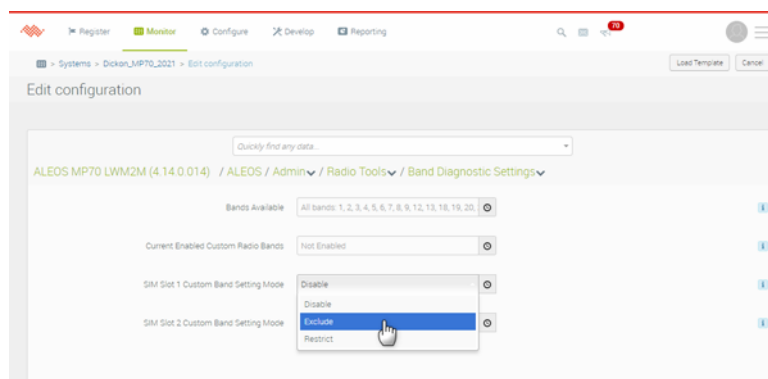 Register Monitor Configure Develop Reporting 70
> Systems > Dickon_MP70_2021 > Edit configuration Load Template Cancel
Edit configuration
Quickly find any data...
ALEOS MP70 LWM2M (4.14.0.014) / ALEOS / Admin / Radio Tools / Band Diagnostic Settings
Bands Available All bands: 1, 2, 3, 4, 5, 6, 7, 8, 9, 12, 13, 18, 19, 20,
Current Enabled Custom Radio Bands Not Enabled
SIM Slot 1 Custom Band Setting Mode Disable
Disable
SIM Slot 2 Custom Band Setting Mode Exclude
Restrict